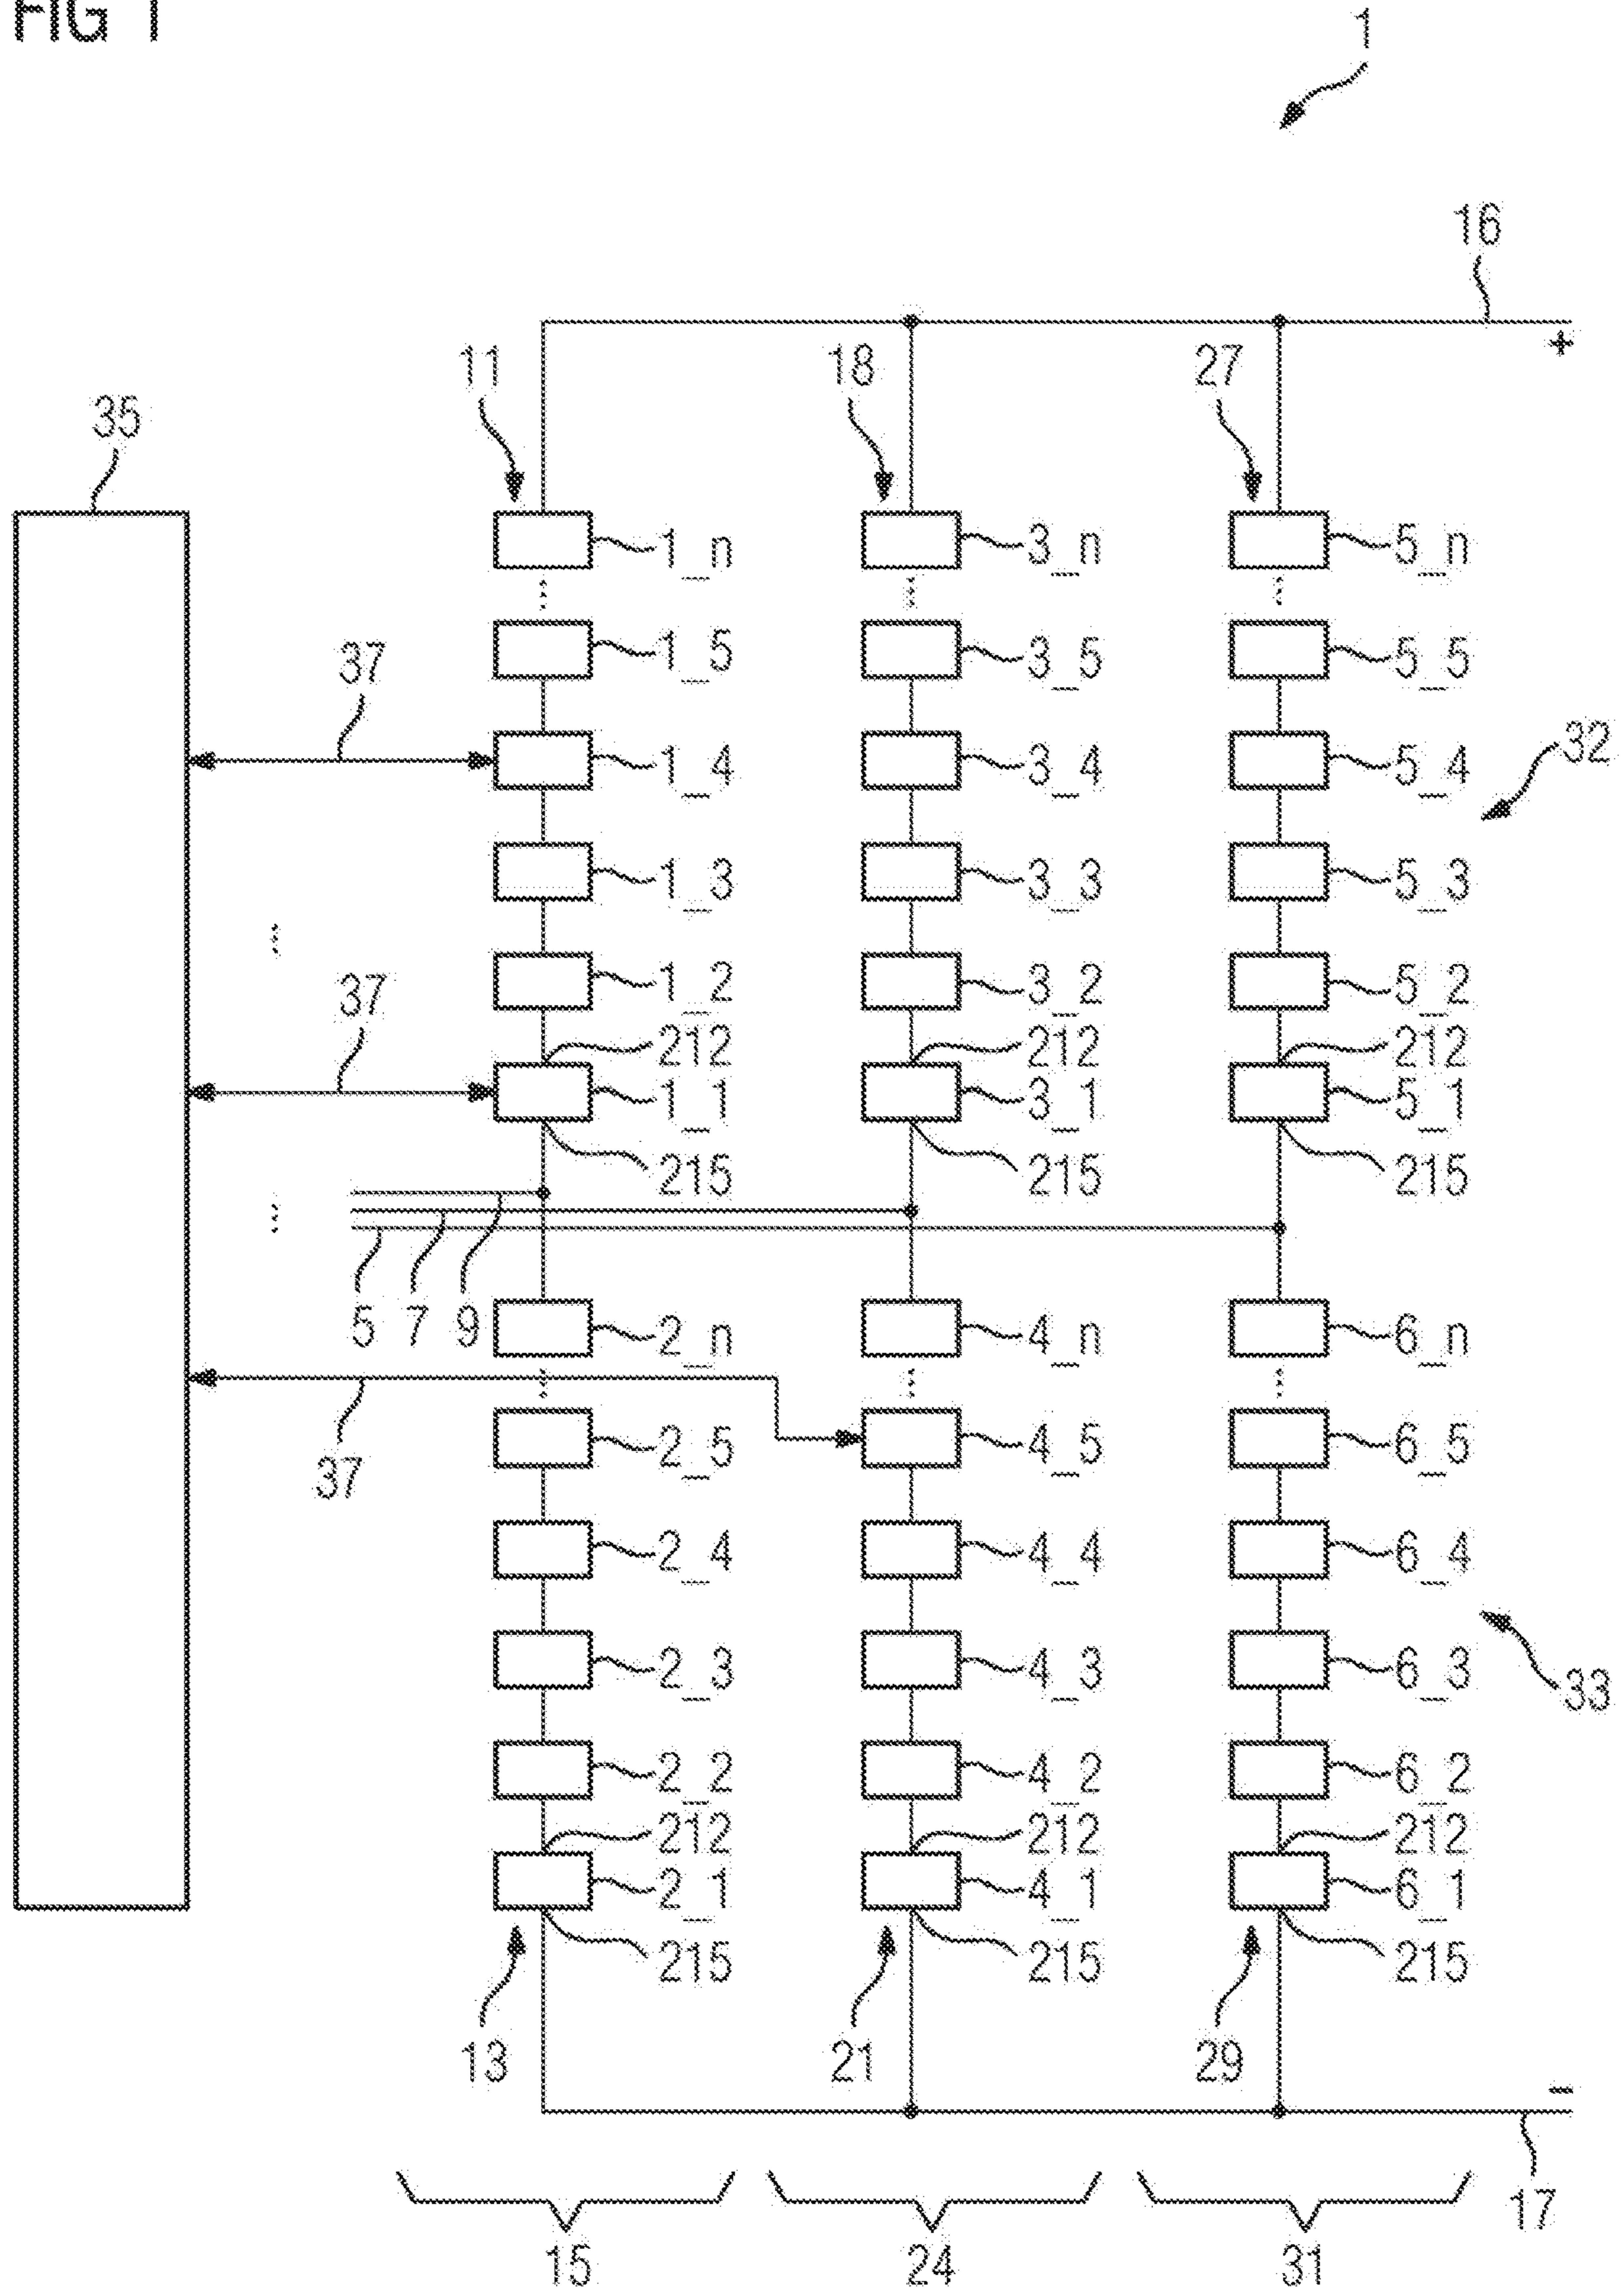 FIG 1
1
16
+
11 18 27
35
1_n 3_n 5_n
1_5 3_5 5_5
37
32
1_4 3_4 5_4
1_3 3_3 5_3
37
1_2 3_2 5_2
212 212 212
1_1 3_1 5_1
215 215 215
5 7 9
2_n 4_n 6_n
2_5 4_5 6_5
37
2_4 4_4 6_4
2_3 4_3 6_3
33
2_2 4_2 6_2
212 212 212
2_1 4_1 6_1
215 215 215
13 21 29
-
17
15 24 31